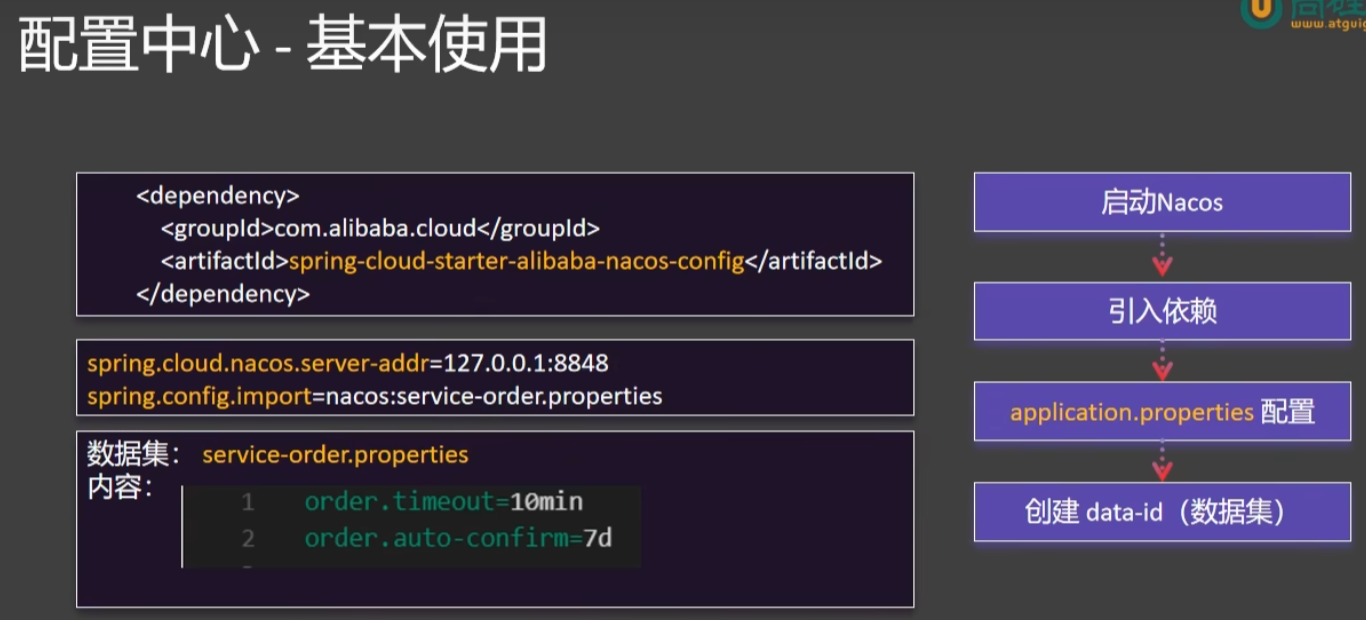 配置中心 - 基本使用
<dependency>
<groupId>com.alibaba.cloud</groupId>
<artifactId>spring-cloud-starter-alibaba-nacos-config</artifactId>
</dependency>
spring.cloud.nacos.server-addr=127.0.0.1:8848
spring.config.import=nacos:service-order.properties
数据集: service-order.properties
内容:
1 order.timeout=10min
2 order.auto-confirm=7d
启动Nacos
引入依赖
application.properties 配置
创建 data-id（数据集）